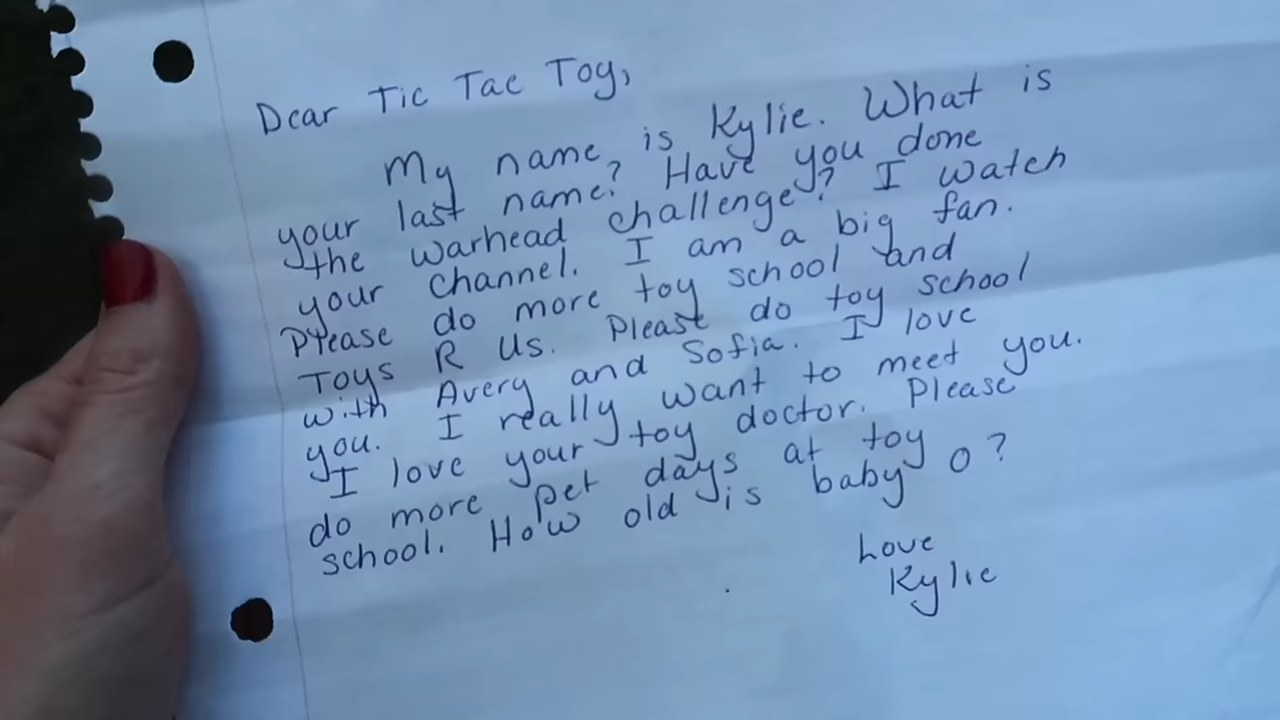 Dear Tic Tac Toy,
My name is Kylie. What is
your last name? Have you done
the warhead challenge? I watch
your channel. I am a big fan.
Please do more toy school and
Toys R Us. Please do toy school
with Avery and Sofia. I love
you. I really want to meet you.
I love your toy doctor. Please
do more pet days at toy
school. How old is baby O?
Love
Kylie